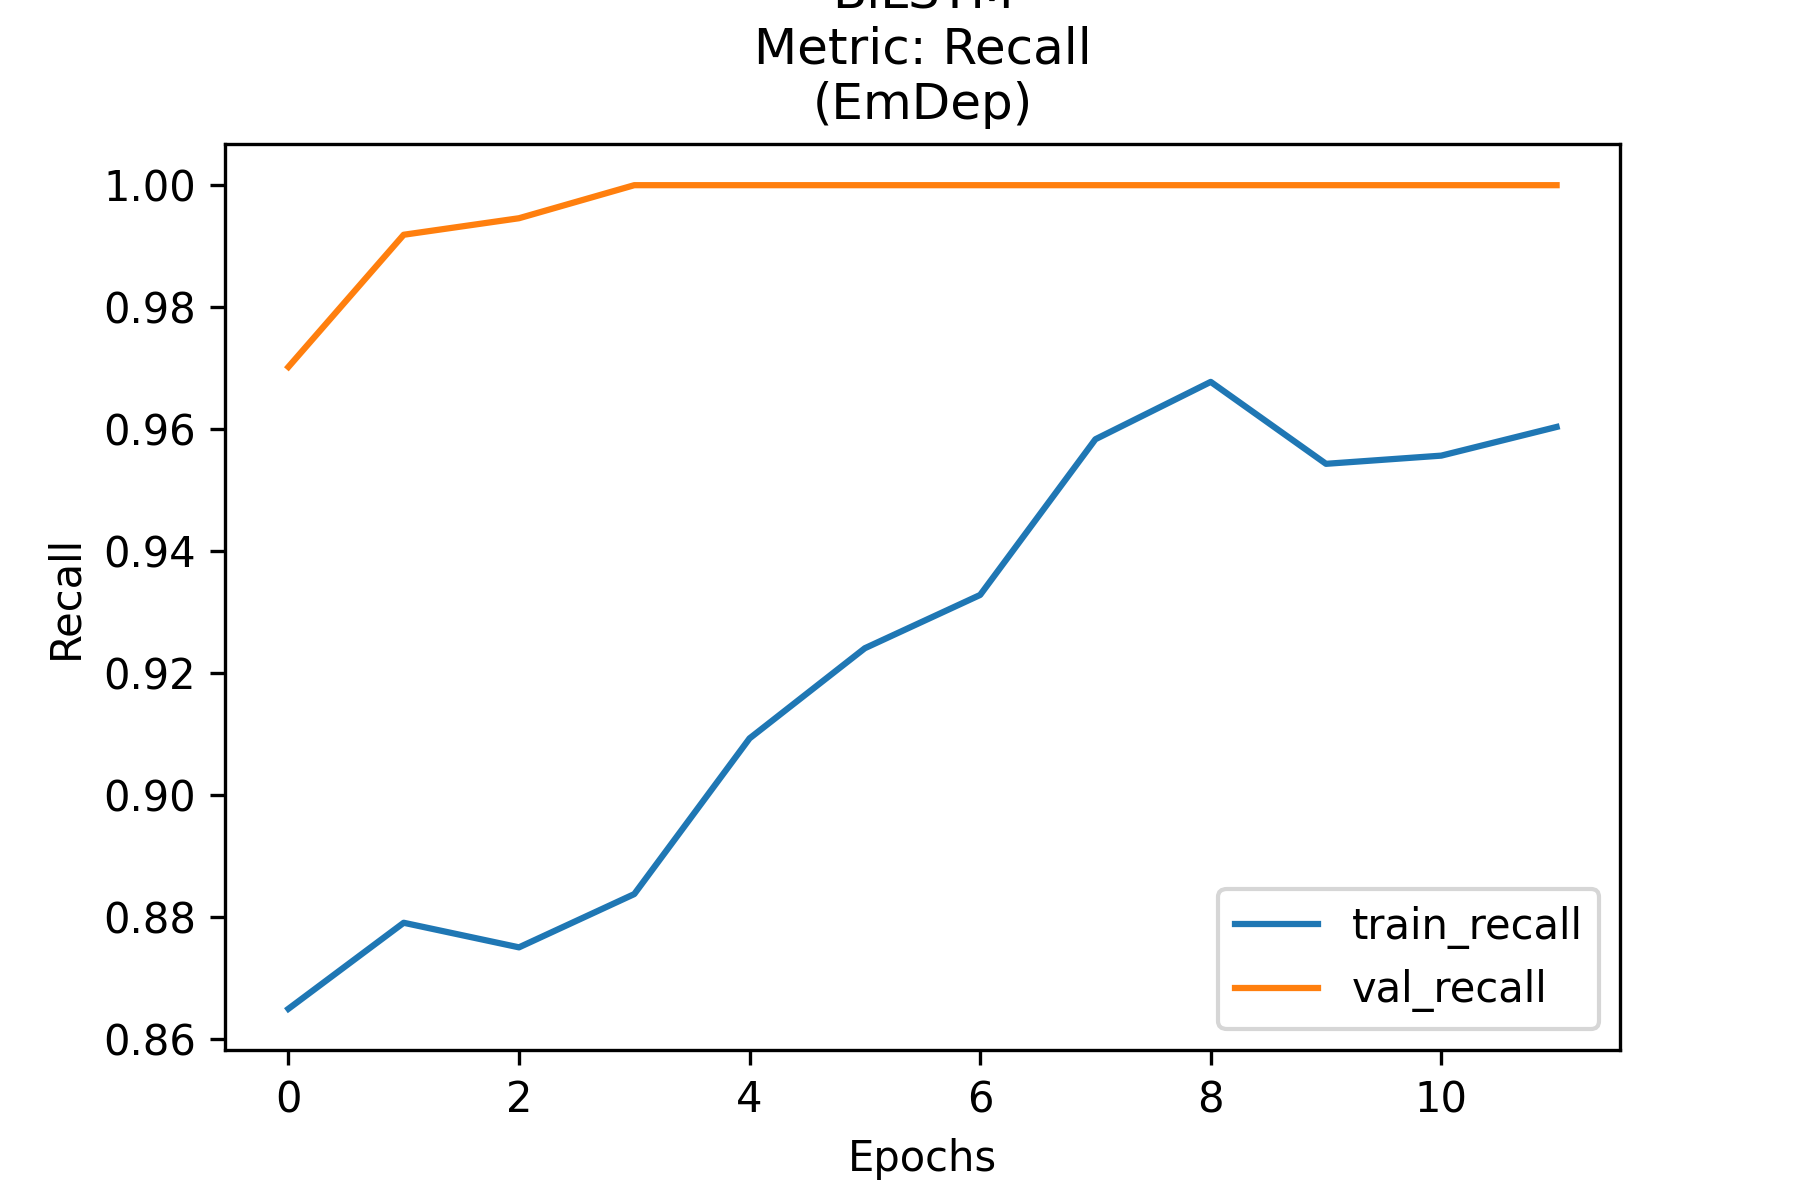 BiLSTM
Metric: Recall
(EmDep)
1.00
0.98
0.96
0.94
0.92
0.90
0.88
0.86
Recall
train_recall
val_recall
0 2 4 6 8 10
Epochs